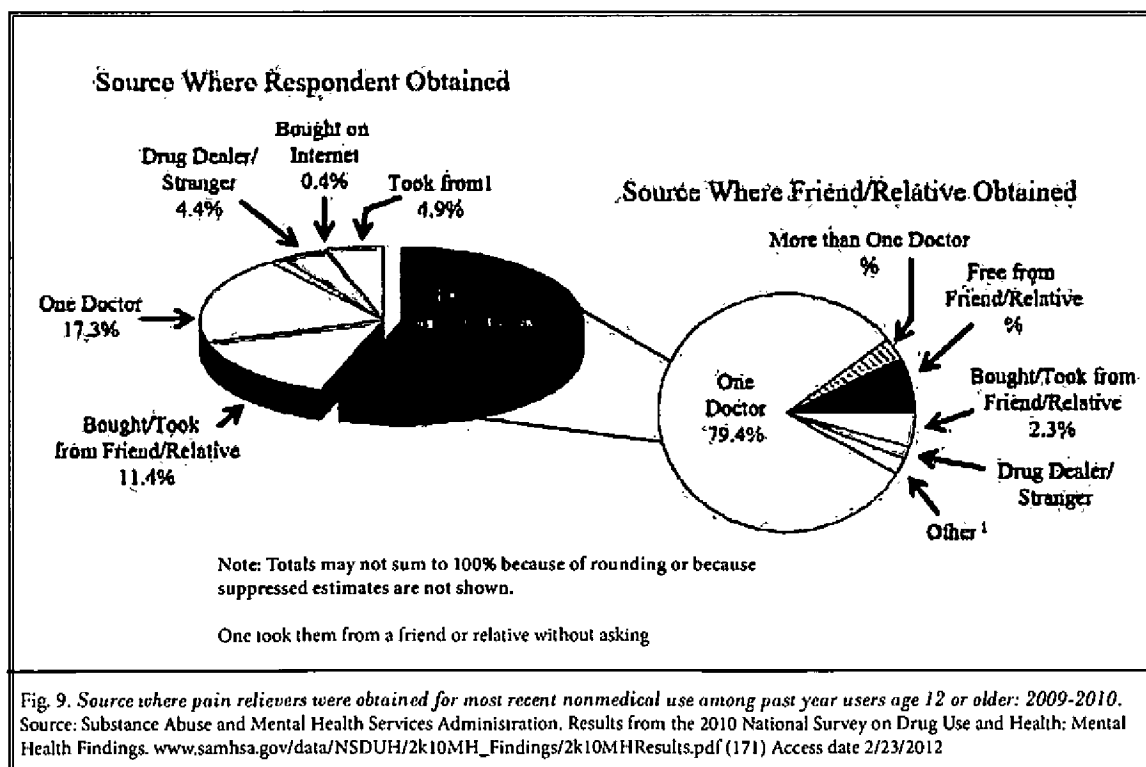 Source Where Respondent Obtained
Bought on
Internet
0.4%
Drug Dealer/
Stranger
4.4%
Took from1
4.9%
One Doctor
17.3%
Bought/Took
from Friend/Relative
11.4%
Source Where Friend/Relative Obtained
More than One Doctor
%
Free from
Friend/Relative
%
One
Doctor
79.4%
Bought/Took from
Friend/Relative
2.3%
Drug Dealer/
Stranger
Other 1
Note: Totals may not sum to 100% because of rounding or because
suppressed estimates are not shown.
One took them from a friend or relative without asking
Fig. 9. Source where pain relievers were obtained for most recent nonmedical use among past year users age 12 or older: 2009-2010.
Source: Substance Abuse and Mental Health Services Administration. Results from the 2010 National Survey on Drug Use and Health: Mental
Health Findings. www.samhsa.gov/data/NSDUH/2k10MH_Findings/2k10MHResults.pdf (171) Access date 2/23/2012